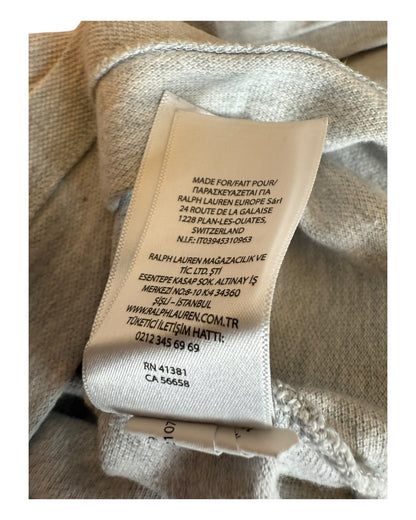 MADE FOR/FAIT POUR/
ΠΑΡΑΣΚΕΥΑΖΕΤΑΙ ΓΙΑ
RALPH LAUREN EUROPE Sàrl
24 ROUTE DE LA GALAISE
1228 PLAN-LES-OUATES,
SWITZERLAND
N.I.F.: IT03945310963
RALPH LAUREN MAĞAZACILIK VE
TİC LTD. ŞTİ
ESENTEPE KASAP SOK. ALTINAY İŞ
MERKEZİ NO:8-10 K:4 34360
ŞİŞLİ – İSTANBUL
WWW.RALPHLAUREN.COM.TR
TÜKETİCİ İLETİŞİM HATTI:
0212 345 69 69
RN 41381
CA 56658